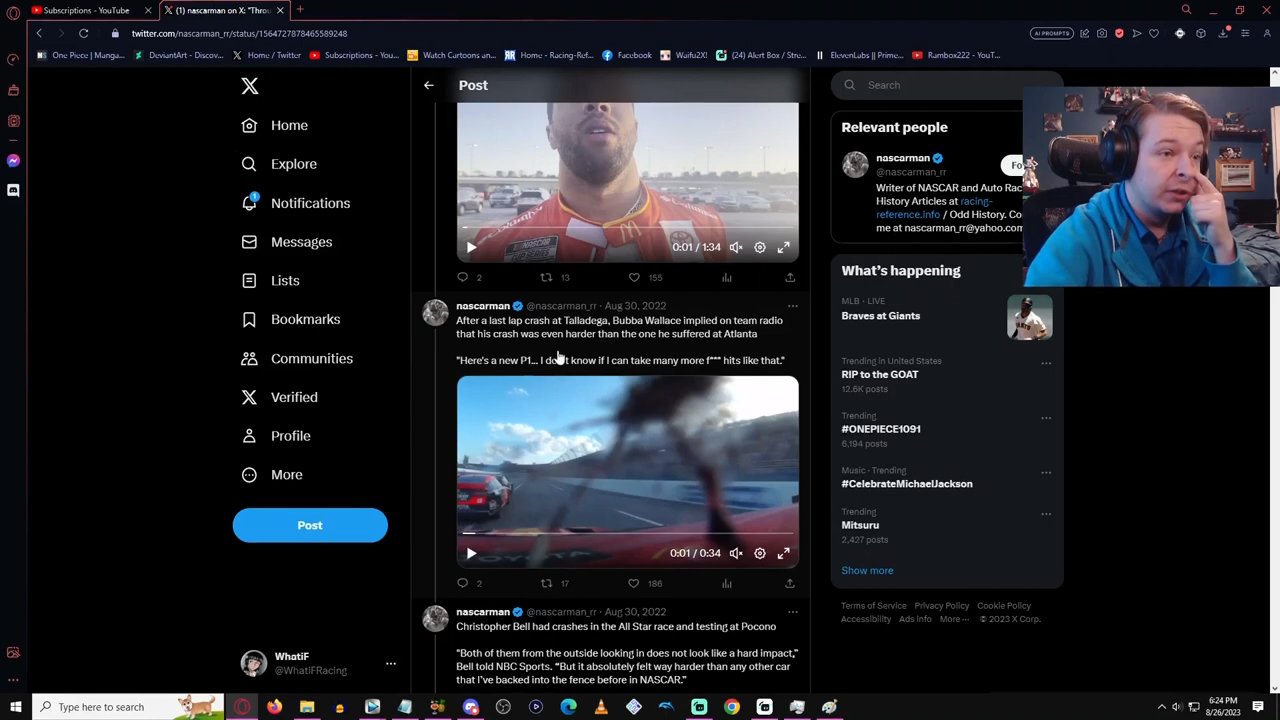 Subscriptions - YouTube
nascarman on X: "Throu
twitter.com/nascarman_rr/status/1564727878465589248
AI PROMPTS
One Piece | Manga...
DeviantArt - Discov...
Home / Twitter
Subscriptions - You...
Watch Cartoons an...
Home - Racing-Ref...
Facebook
Waifu2X!
(24) Alert Box / Stre...
ElevenLabs || Prime...
Rambox222 - YouT...
Home
Explore
1
Notifications
Messages
Lists
Bookmarks
Communities
Verified
Profile
More
Post
WhatiF
@WhatiFRacing
Post
NASCAR
0:01 / 1:34
2
13
155
nascarman @nascarman_rr · Aug 30, 2022
After a last lap crash at Talladega, Bubba Wallace implied on team radio
that his crash was even harder than the one he suffered at Atlanta
"Here's a new P1... I don't know if I can take many more f*** hits like that."
0:01 / 0:34
2
17
186
nascarman @nascarman_rr · Aug 30, 2022
Christopher Bell had crashes in the All Star race and testing at Pocono
"Both of them from the outside looking in does not look like a hard impact,"
Bell told NBC Sports. "But it absolutely felt way harder than any other car
that I've backed into the fence before in NASCAR."
Search
Relevant people
nascarman
@nascarman_rr
Fo
Writer of NASCAR and Auto Rac
History Articles at racing-
reference.info / Odd History. Co
me at nascarman_rr@yahoo.com
What's happening
MLB · LIVE
Braves at Giants
Trending in United States
RIP to the GOAT
12.6K posts
Trending
#ONEPIECE1091
6,194 posts
Music · Trending
#CelebrateMichaelJackson
Trending
Mitsuru
2,427 posts
Show more
Terms of Service Privacy Policy Cookie Policy
Accessibility Ads info More ··· © 2023 X Corp.
Type here to search
6:24 PM
8/26/2023